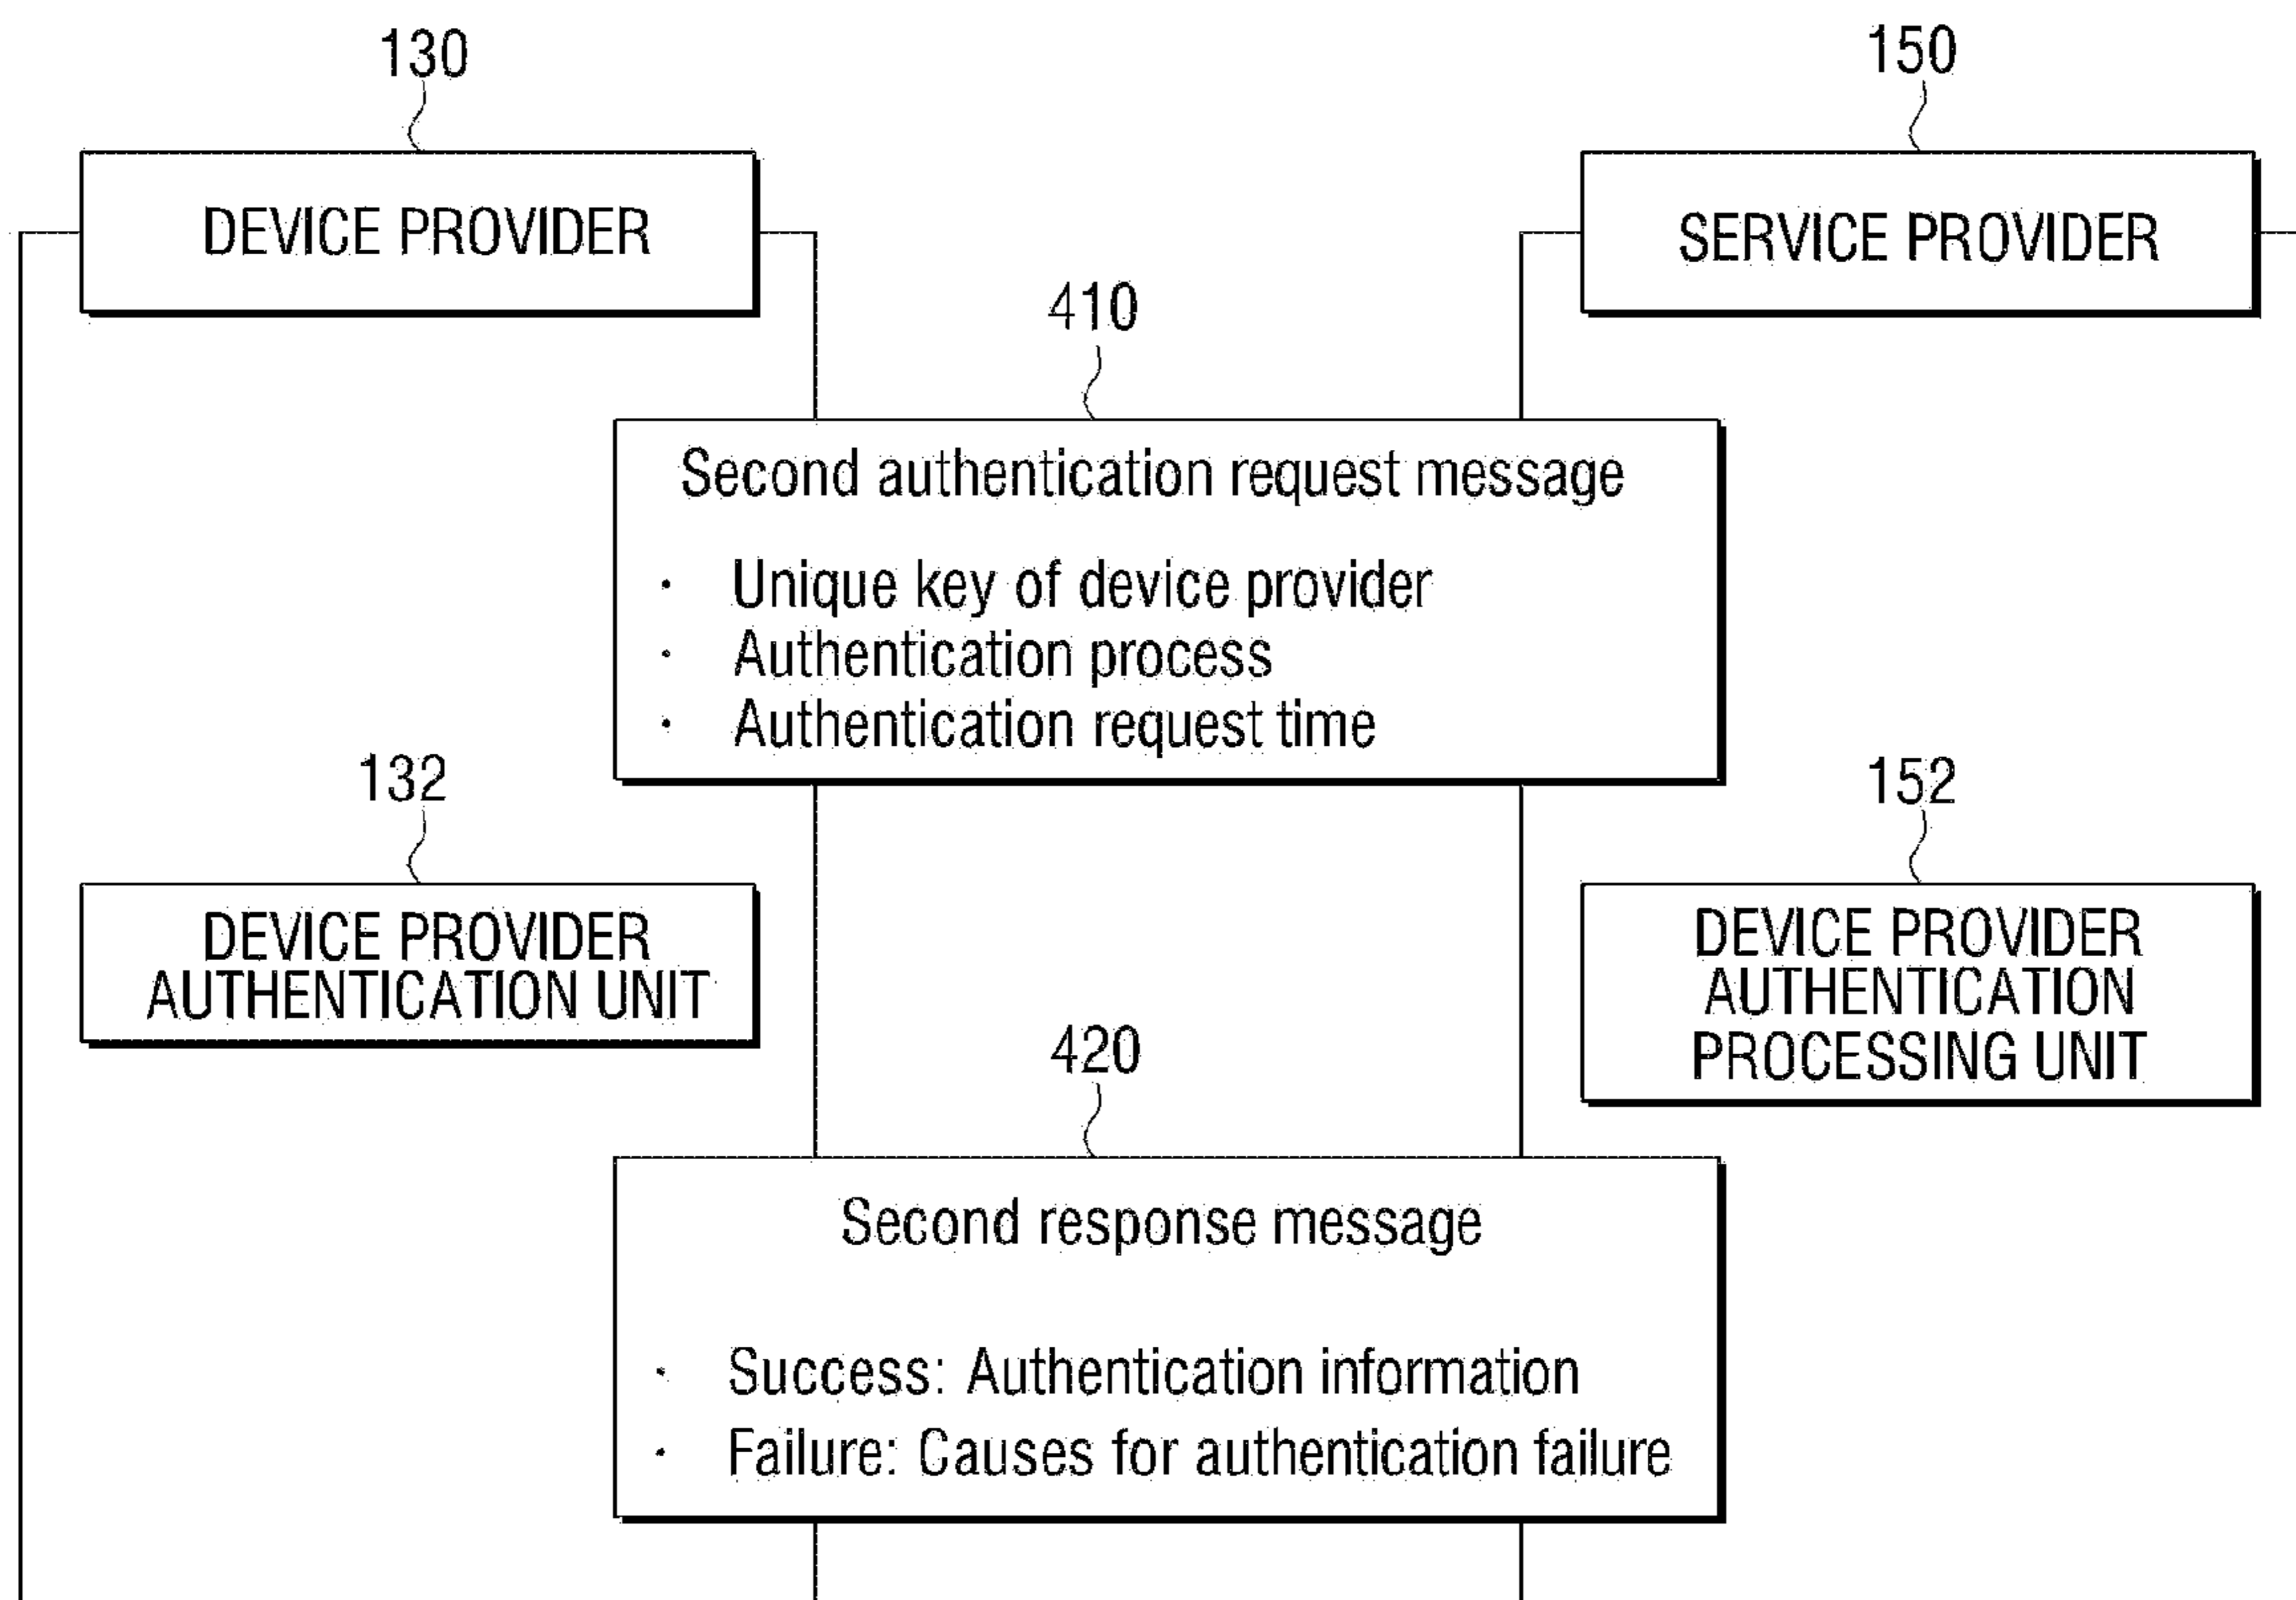 130
150
DEVICE PROVIDER
SERVICE PROVIDER
410
Second authentication request message
· Unique key of device provider
· Authentication process
· Authentication request time
132
152
DEVICE PROVIDER
AUTHENTICATION UNIT
DEVICE PROVIDER
AUTHENTICATION
PROCESSING UNIT
420
Second response message
· Success: Authentication information
· Failure: Causes for authentication failure